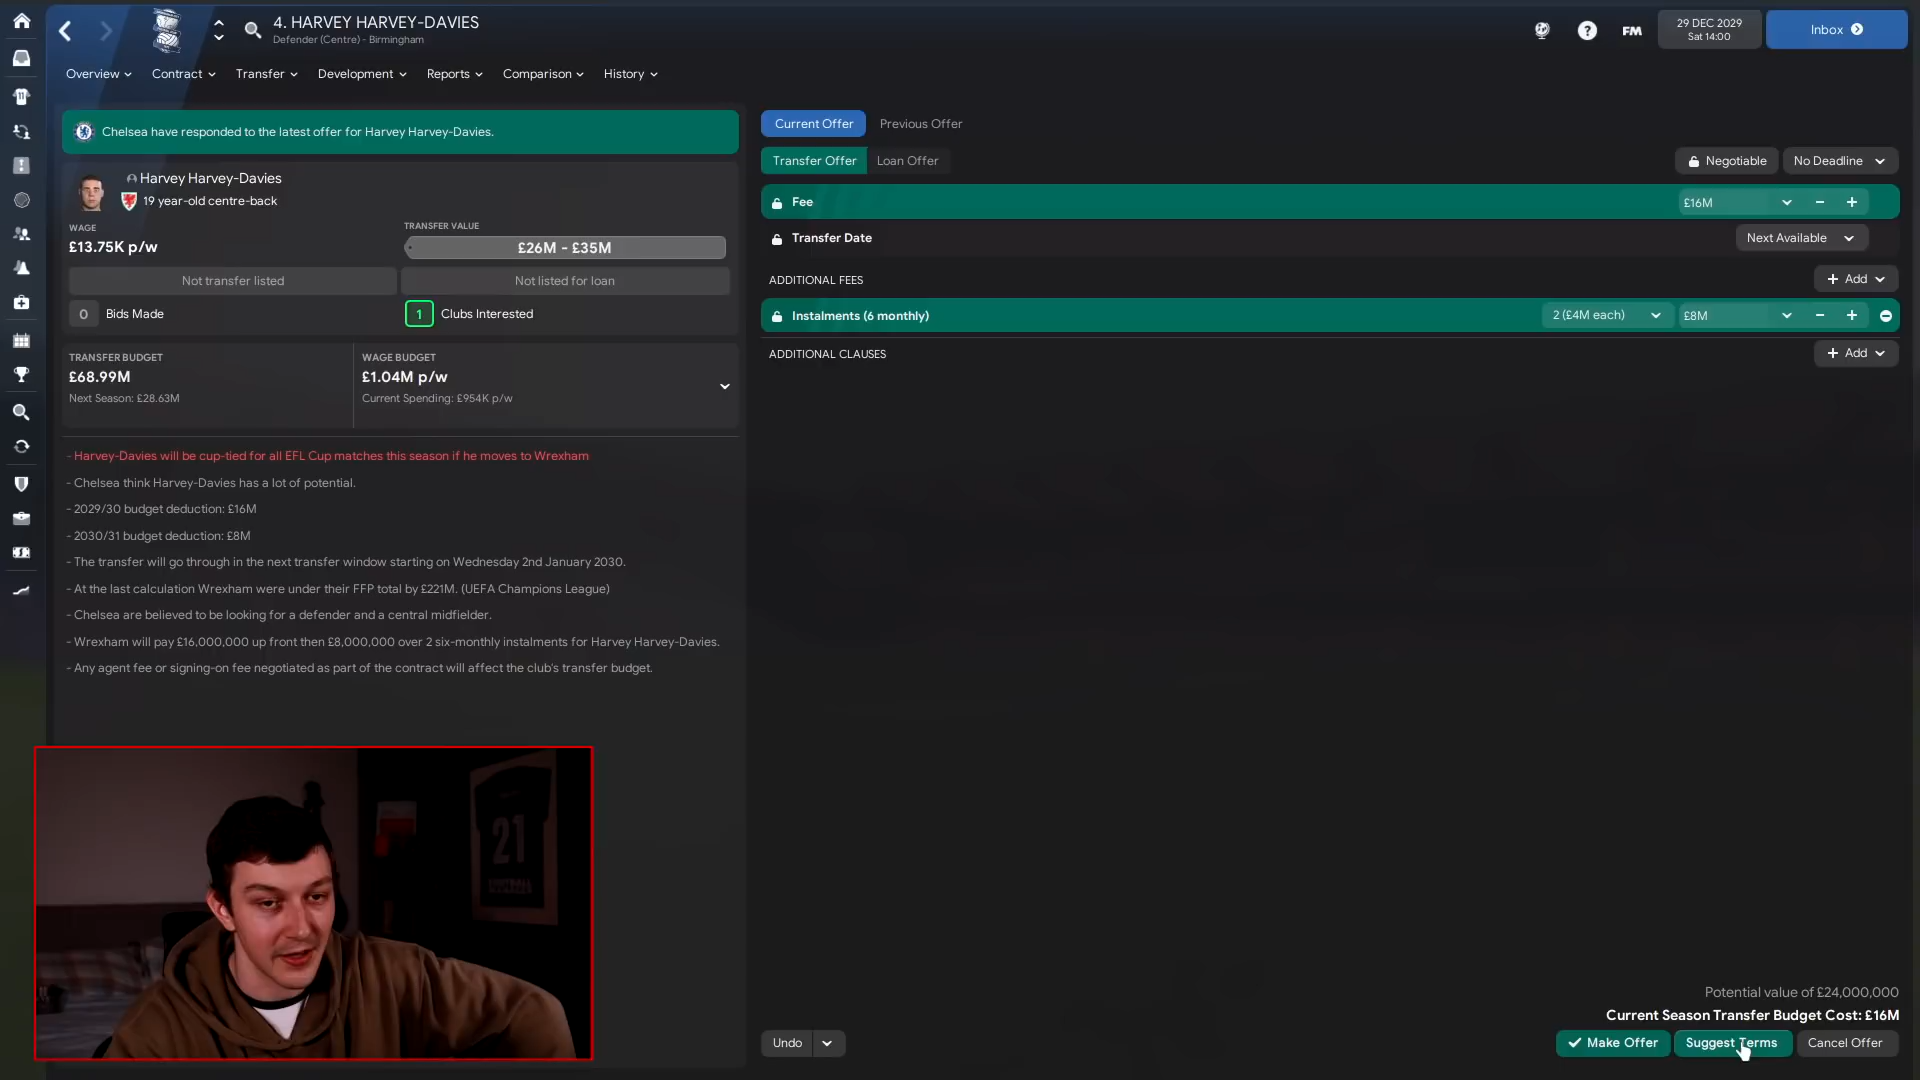 4. HARVEY HARVEY-DAVIES
Defender (Centre) - Birmingham
FM
29 DEC 2029
Sat 14:00
Inbox
Overview
Contract
Transfer
Development
Reports
Comparison
History
Chelsea have responded to the latest offer for Harvey Harvey-Davies.
Harvey Harvey-Davies
19 year-old centre-back
WAGE
£13.75K p/w
TRANSFER VALUE
£26M - £35M
Not transfer listed
Not listed for loan
0 Bids Made
1 Clubs Interested
TRANSFER BUDGET
£68.99M
Next Season: £28.63M
WAGE BUDGET
£1.04M p/w
Current Spending: £954K p/w
- Harvey-Davies will be cup-tied for all EFL Cup matches this season if he moves to Wrexham
- Chelsea think Harvey-Davies has a lot of potential.
- 2029/30 budget deduction: £16M
- 2030/31 budget deduction: £8M
- The transfer will go through in the next transfer window starting on Wednesday 2nd January 2030.
- At the last calculation Wrexham were under their FFP total by £221M. (UEFA Champions League)
- Chelsea are believed to be looking for a defender and a central midfielder.
- Wrexham will pay £16,000,000 up front then £8,000,000 over 2 six-monthly instalments for Harvey Harvey-Davies.
- Any agent fee or signing-on fee negotiated as part of the contract will affect the club's transfer budget.
21
Current Offer
Previous Offer
Transfer Offer
Loan Offer
Negotiable
No Deadline
Fee
£16M
Transfer Date
Next Available
ADDITIONAL FEES
+ Add
Instalments (6 monthly)
2 (£4M each)
£8M
ADDITIONAL CLAUSES
+ Add
Potential value of £24,000,000
Current Season Transfer Budget Cost: £16M
Undo
Make Offer
Suggest Terms
Cancel Offer